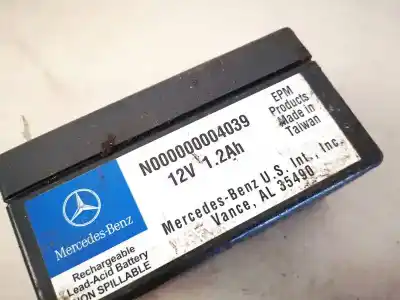 Mercedes-Benz
Rechargeable
Lead-Acid Battery
NON SPILLABLE
N000000004039
12V 1.2Ah
Mercedes-Benz U.S. Int., Inc.
Vance, AL 35490
EPM
Products
Made in
Taiwan